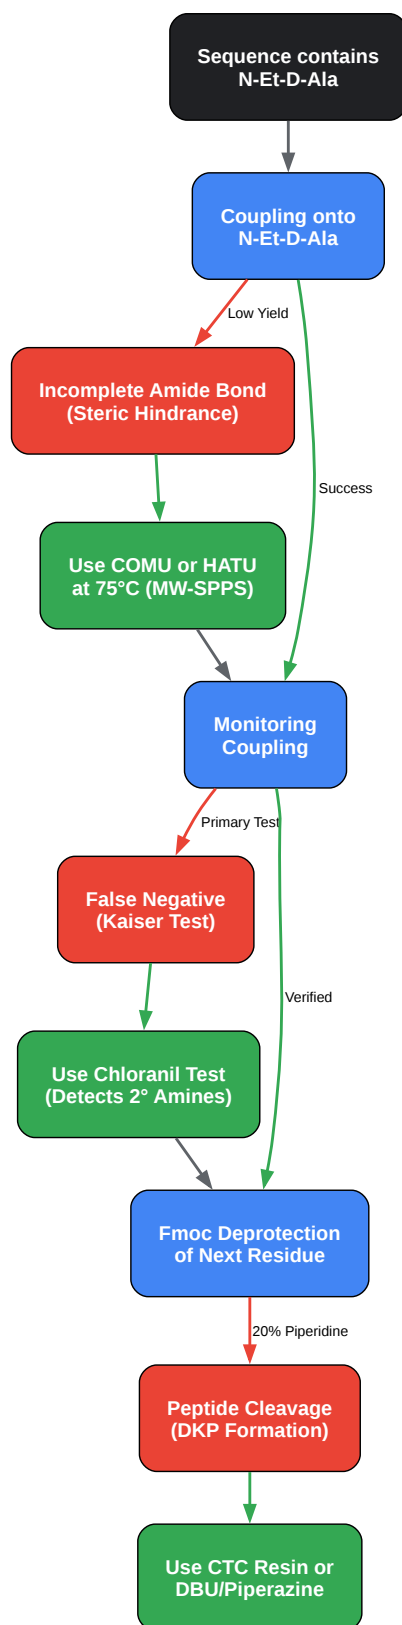 Sequence contains
N-Et-D-Ala
Coupling onto
N-Et-D-Ala
Low Yield
Incomplete Amide Bond
(Steric Hindrance)
Success
Use COMU or HATU
at 75°C (MW-SPPS)
Monitoring
Coupling
Primary Test
False Negative
(Kaiser Test)
Verified
Use Chloranil Test
(Detects 2° Amines)
Fmoc Deprotection
of Next Residue
20% Piperidine
Peptide Cleavage
(DKP Formation)
Use CTC Resin or
DBU/Piperazine